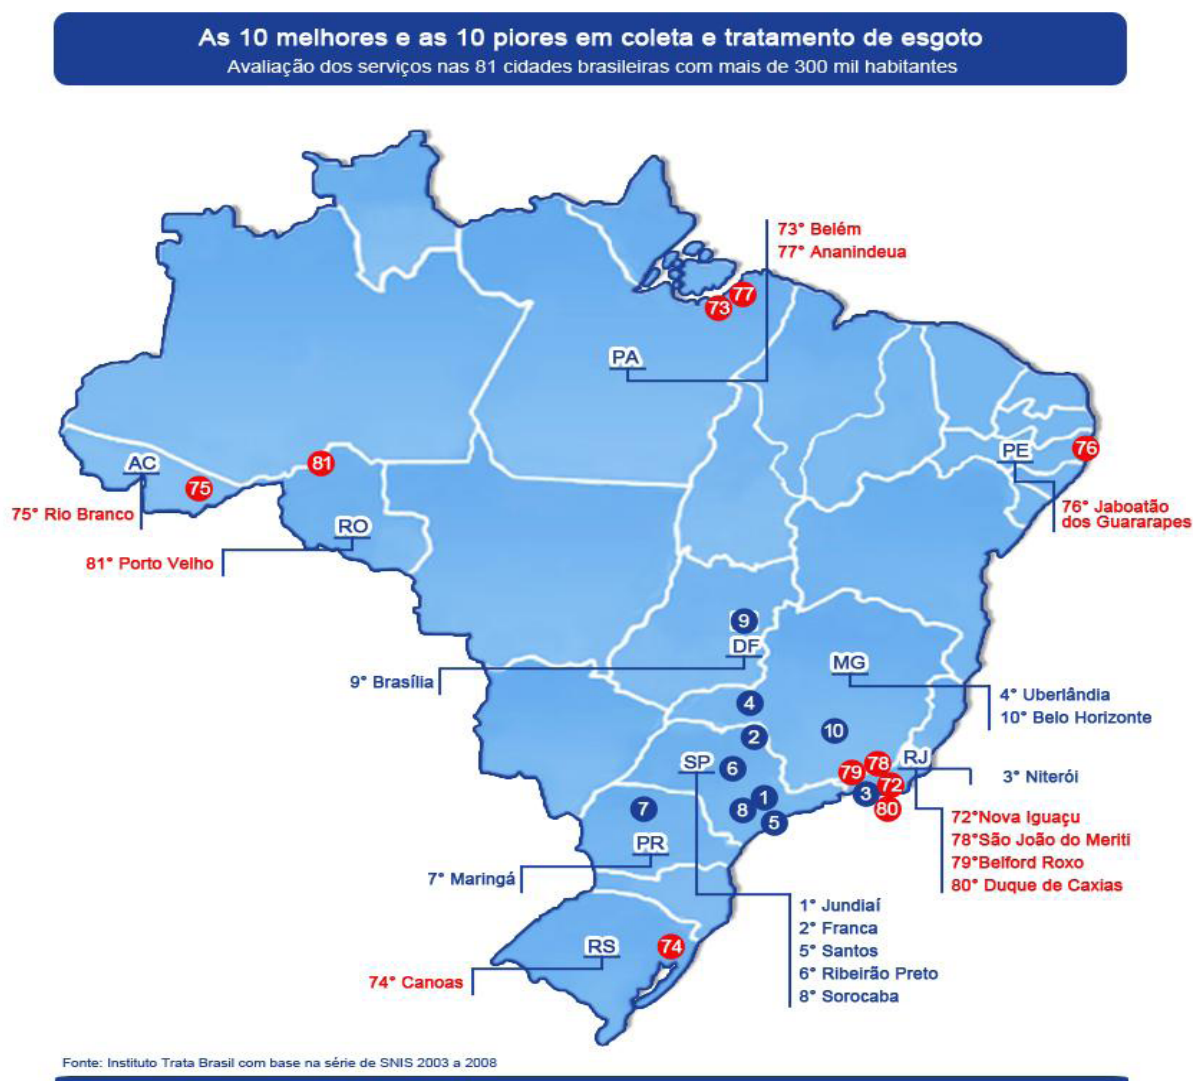 As 10 melhores e as 10 piores em coleta e tratamento de esgoto
Avaliação dos serviços nas 81 cidades brasileiras com mais de 300 mil habitantes
73° Belém
77° Ananindeua
77
73
PA
AC
81
75
PE
76
75° Rio Branco
RO
76° Jaboatão
dos Guararapes
81° Porto Velho
9
DF
MG
9° Brasília
4° Uberlândia
10° Belo Horizonte
4
2
10
SP
6
79
78
RJ
72
3
80
3° Niterói
7
8
1
5
PR
72°Nova Iguaçu
78°São João do Meriti
79°Belford Roxo
80° Duque de Caxias
7° Maringá
1° Jundiaí
2° Franca
5° Santos
6° Ribeirão Preto
8° Sorocaba
RS
74
74° Canoas
Fonte: Instituto Trata Brasil com base na série de SNIS 2003 a 2008